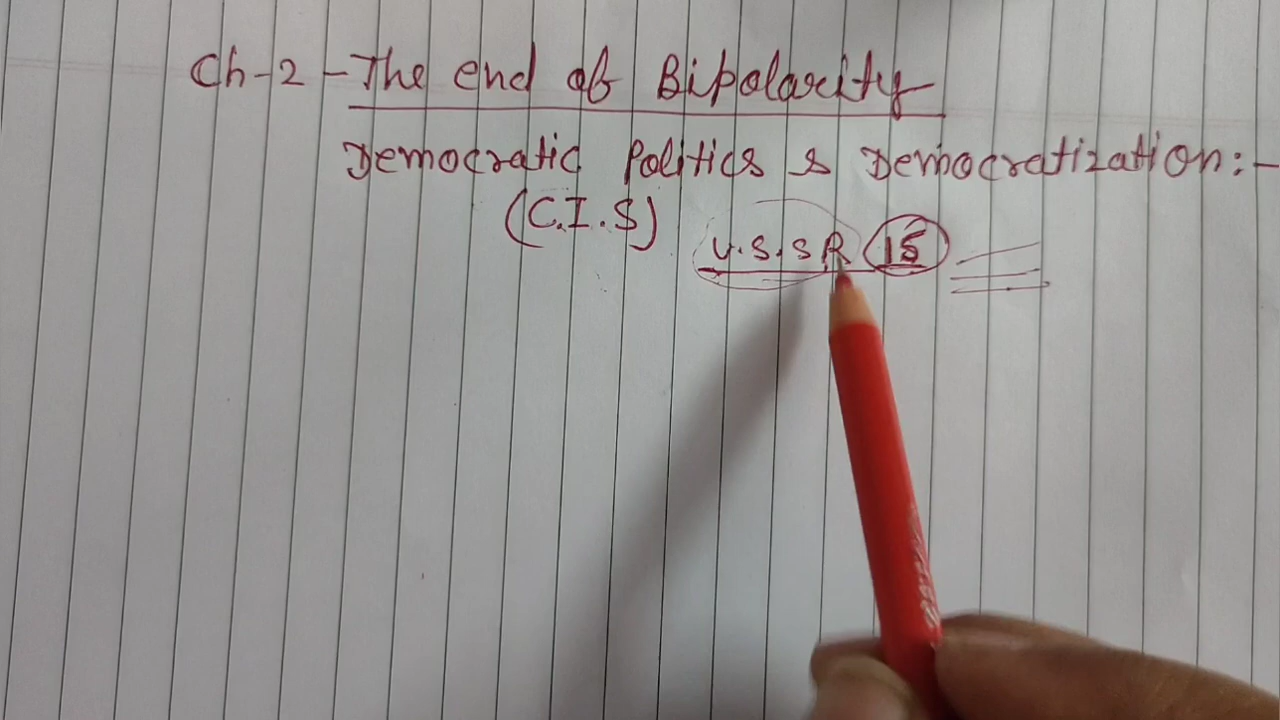 Ch-2 - The end of Bipolarity
Democratic Politics & Democratization:-
(C.I.S)
U.S.S.R 15